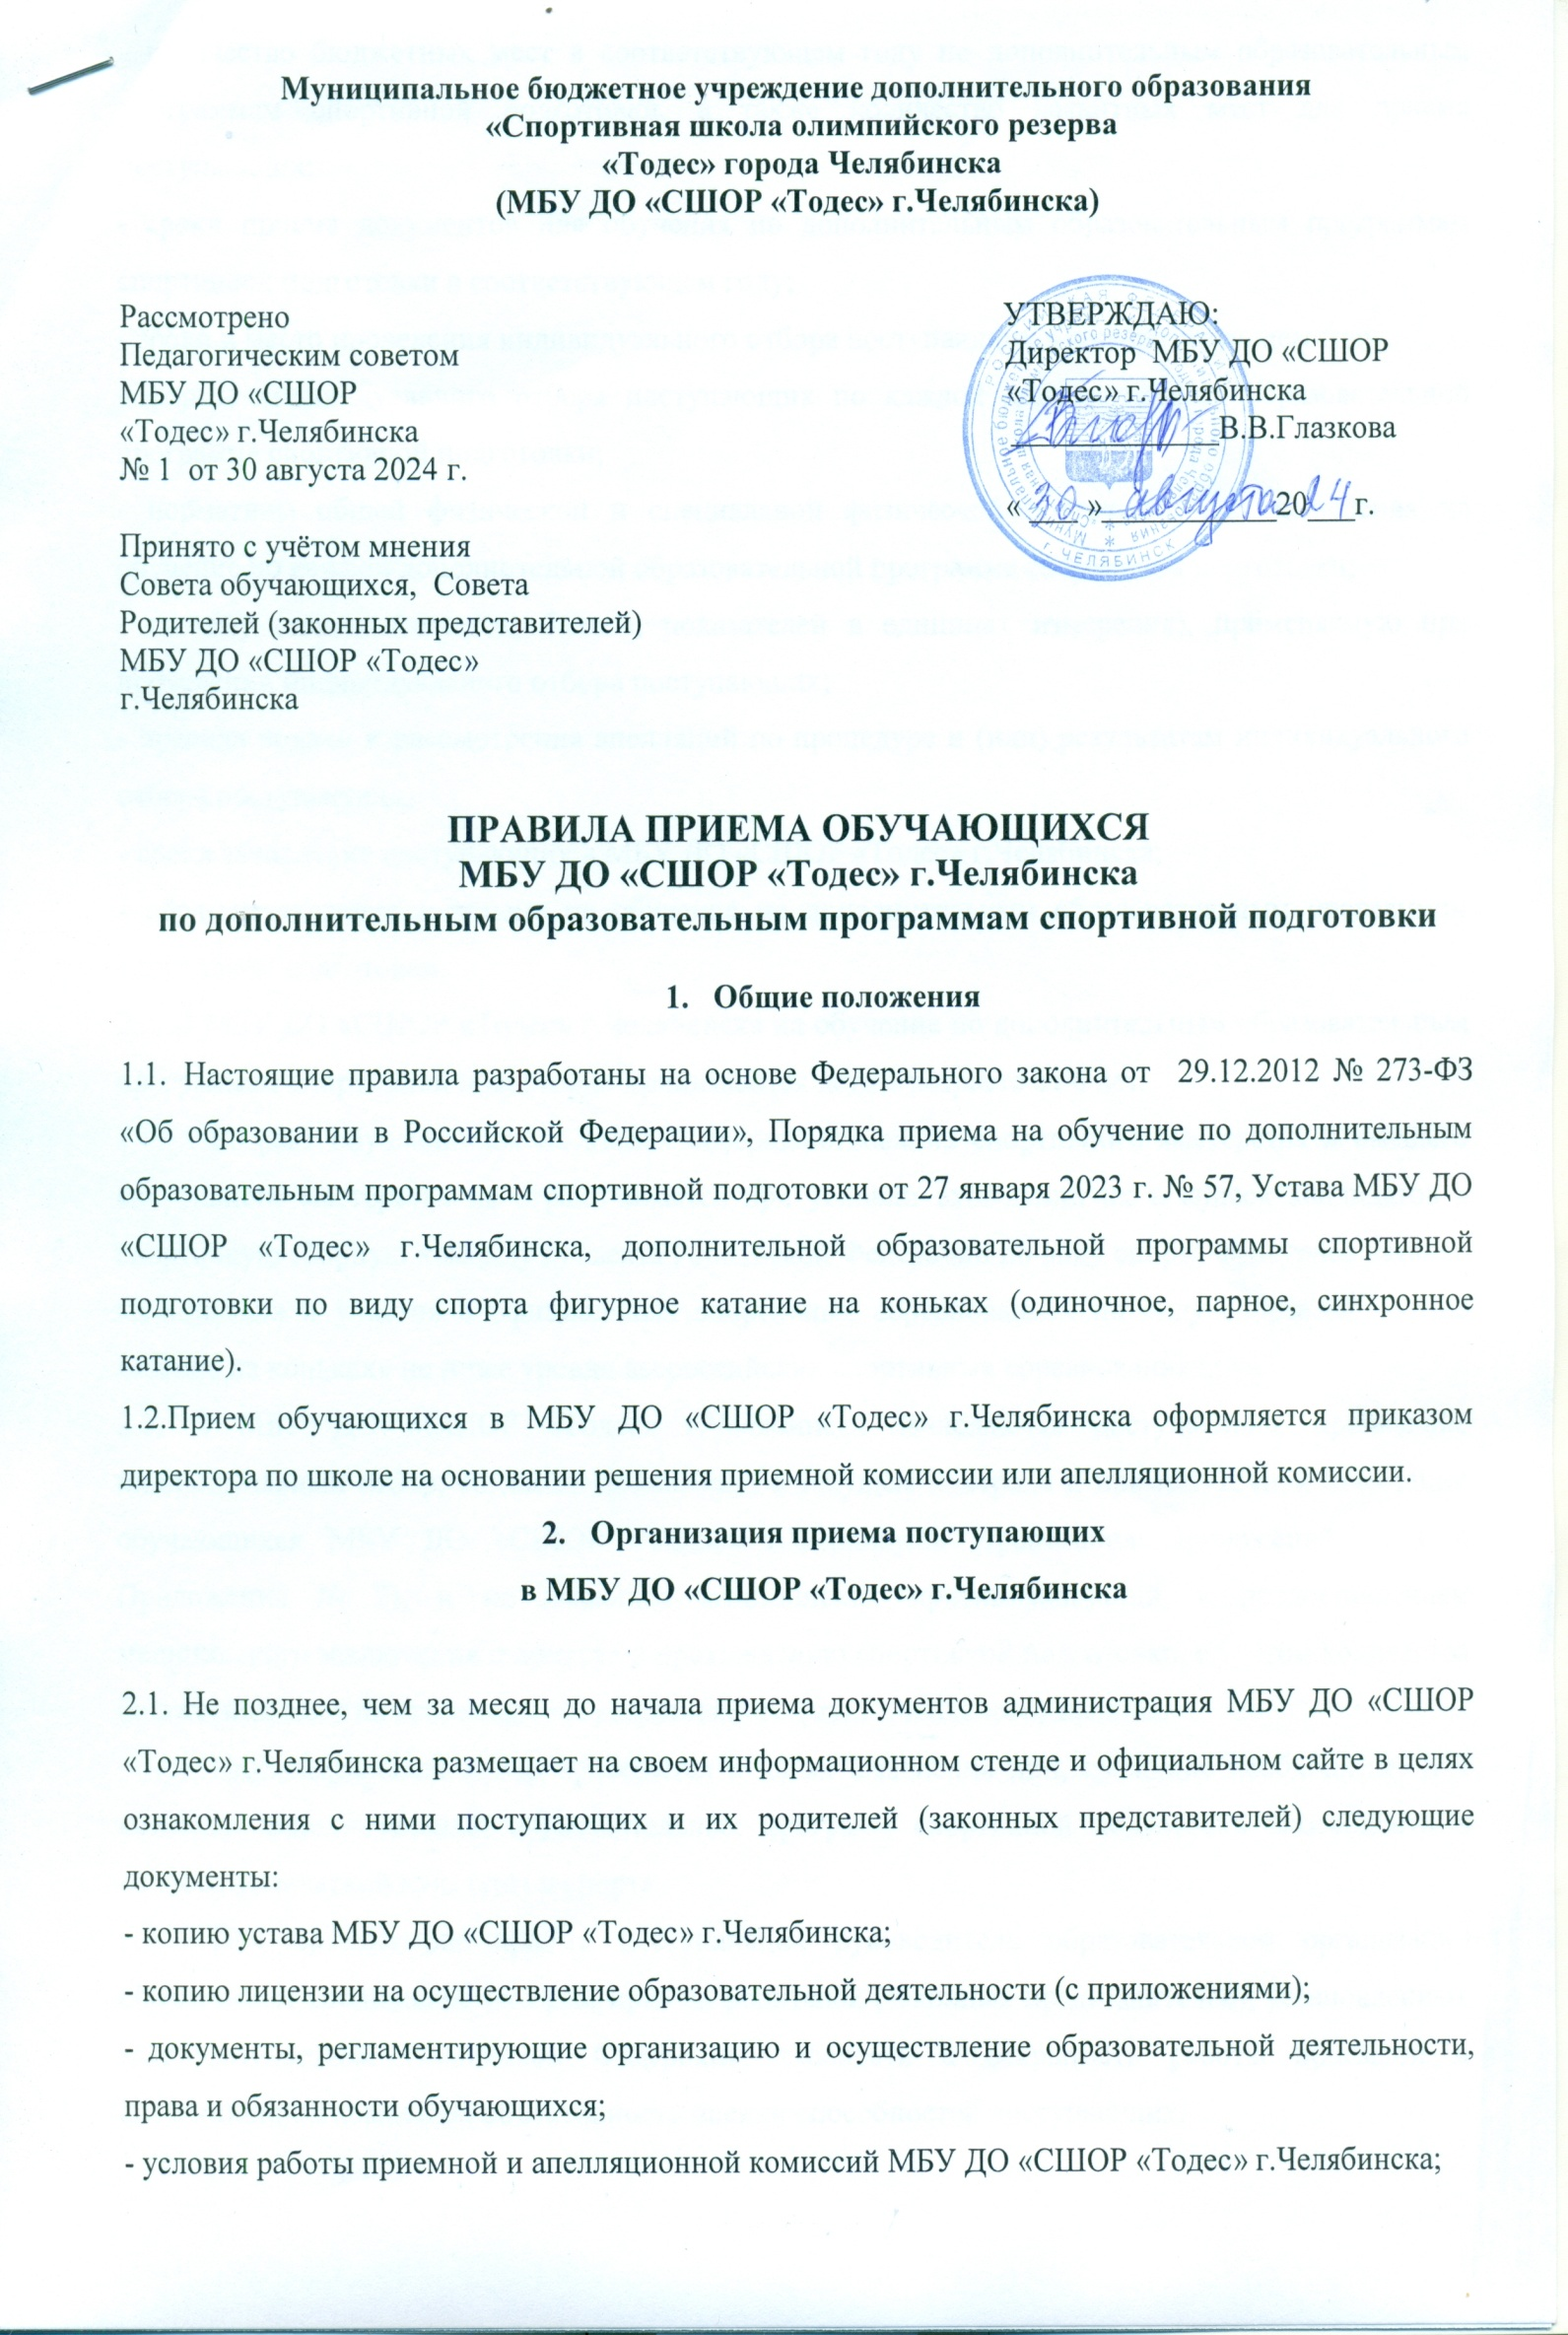 Муниципальное бюджетное учреждение дополнительного образования
«Спортивная школа олимпийского резерва
«Тодес» города Челябинска
(МБУ ДО «СШОР «Тодес» г.Челябинска)
Рассмотрено
Педагогическим советом
МБУ ДО «СШОР
«Тодес» г.Челябинска
№ 1 от 30 августа 2024 г.
Принято с учётом мнения
Совета обучающихся, Совета
Родителей (законных представителей)
МБУ ДО «СШОР «Тодес»
г.Челябинска
УТВЕРЖДАЮ:
Директор МБУ ДО «СШОР
«Тодес» г.Челябинска
В.В.Глазкова
«30» августа 2024 г.
г. ЧЕЛЯБИНСК
ПРАВИЛА ПРИЕМА ОБУЧАЮЩИХСЯ
МБУ ДО «СШОР «Тодес» г.Челябинска
по дополнительным образовательным программам спортивной подготовки
1. Общие положения
1.1. Настоящие правила разработаны на основе Федерального закона от 29.12.2012 № 273-ФЗ
«Об образовании в Российской Федерации», Порядка приема на обучение по дополнительным
образовательным программам спортивной подготовки от 27 января 2023 г. № 57, Устава МБУ ДО
«СШОР «Тодес» г.Челябинска, дополнительной образовательной программы спортивной
подготовки по виду спорта фигурное катание на коньках (одиночное, парное, синхронное
катание).
1.2.Прием обучающихся в МБУ ДО «СШОР «Тодес» г.Челябинска оформляется приказом
директора по школе на основании решения приемной комиссии или апелляционной комиссии.
2. Организация приема поступающих
в МБУ ДО «СШОР «Тодес» г.Челябинска
2.1. Не позднее, чем за месяц до начала приема документов администрация МБУ ДО «СШОР
«Тодес» г.Челябинска размещает на своем информационном стенде и официальном сайте в целях
ознакомления с ними поступающих и их родителей (законных представителей) следующие
документы:
- копию устава МБУ ДО «СШОР «Тодес» г.Челябинска;
- копию лицензии на осуществление образовательной деятельности (с приложениями);
- документы, регламентирующие организацию и осуществление образовательной деятельности,
права и обязанности обучающихся;
- условия работы приемной и апелляционной комиссий МБУ ДО «СШОР «Тодес» г.Челябинска;